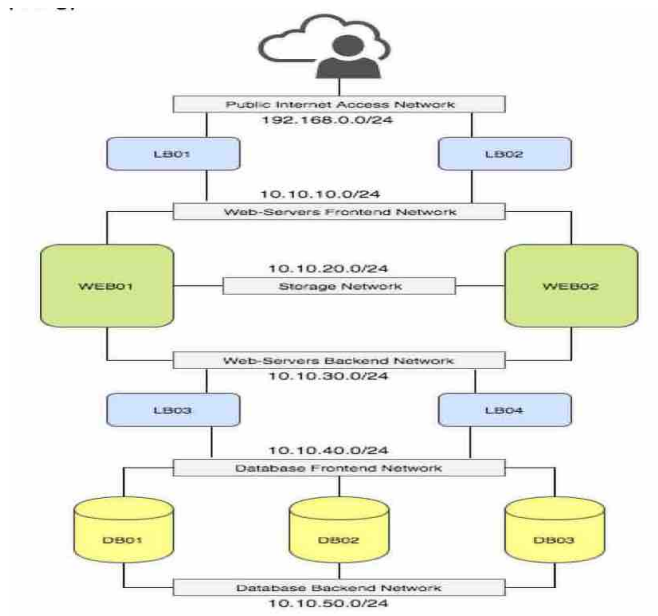 Public Internet Access Network
192.168.0.0/24
LB01 LB02
10.10.10.0/24
Web-Servers Frontend Network
10.10.20.0/24
WEB01 Storage Network WEB02
Web-Servers Backend Network
10.10.30.0/24
LB03 LB04
10.10.40.0/24
Database Frontend Network
DB01 DB02 DB03
Database Backend Network
10.10.50.0/24